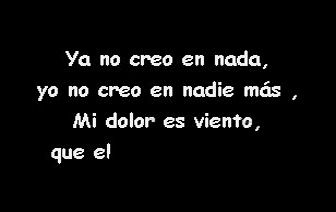 Ya no creo en nada,
yo no creo en nadie más ,
Mi dolor es viento,
que el